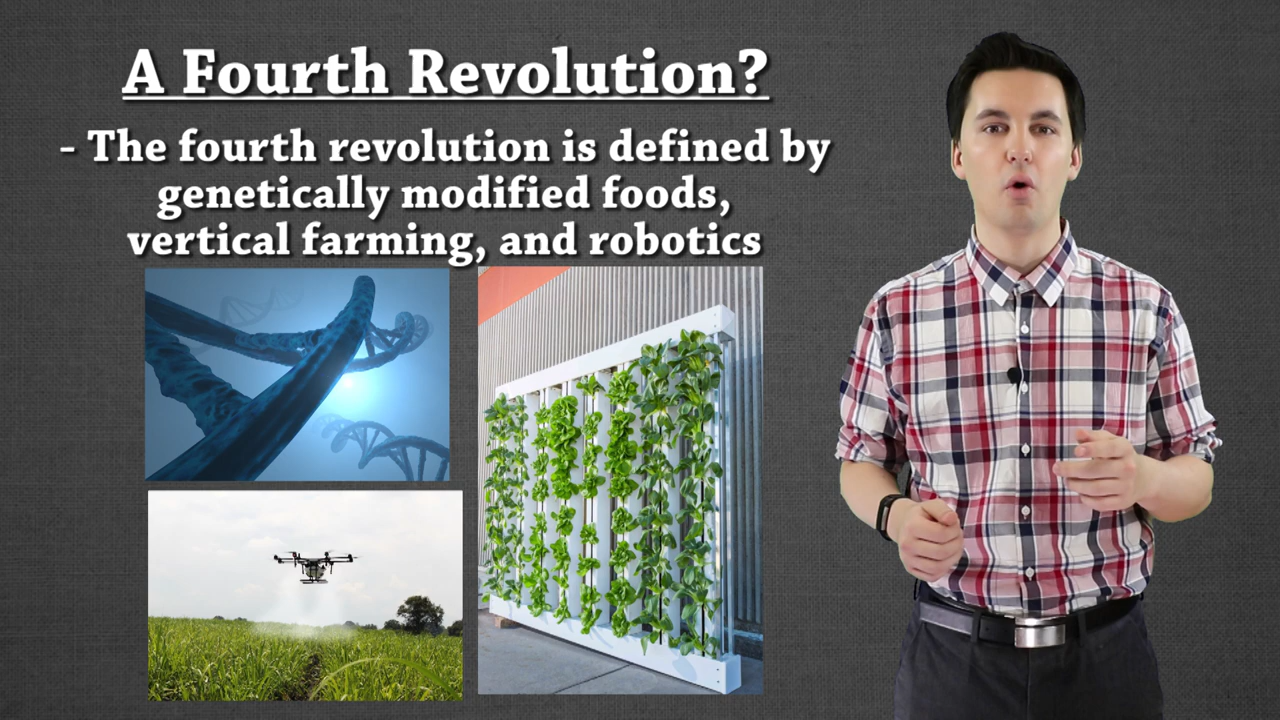 A Fourth Revolution?
- The fourth revolution is defined by
genetically modified foods,
vertical farming, and robotics